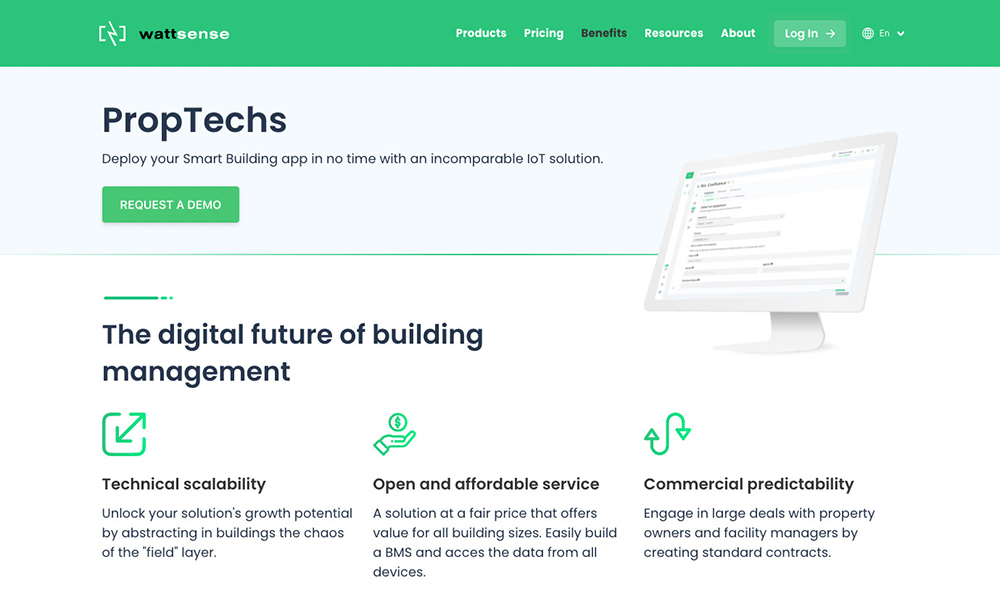 wattsense
Products Pricing Benefits Resources About Log In En
PropTechs
Deploy your Smart Building app in no time with an incomparable IoT solution.
REQUEST A DEMO
The digital future of building
management
Technical scalability
Unlock your solution's growth potential
by abstracting in buildings the chaos
of the "field" layer.
Open and affordable service
A solution at a fair price that offers
value for all building sizes. Easily build
a BMS and acces the data from all
devices.
Commercial predictability
Engage in large deals with property
owners and facility managers by
creating standard contracts.